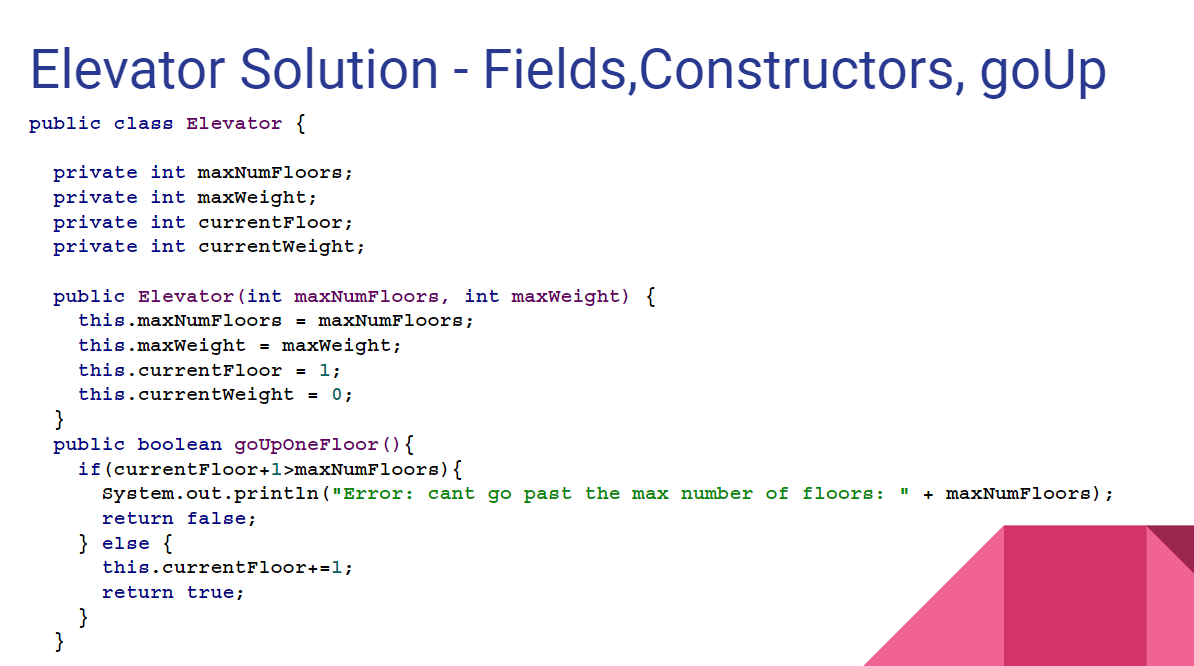 Elevator Solution - Fields,Constructors, goUp
public class Elevator {
private int maxNumFloors;
private int maxWeight;
private int currentFloor;
private int currentWeight;
public Elevator(int maxNumFloors, int maxWeight) {
this.maxNumFloors = maxNumFloors;
this.maxWeight = maxWeight;
this.currentFloor = 1;
this.currentWeight = 0;
}
public boolean goUpOneFloor(){
if(currentFloor+1>maxNumFloors){
System.out.println("Error: cant go past the max number of floors: " + maxNumFloors);
return false;
} else {
this.currentFloor+=1;
return true;
}
}